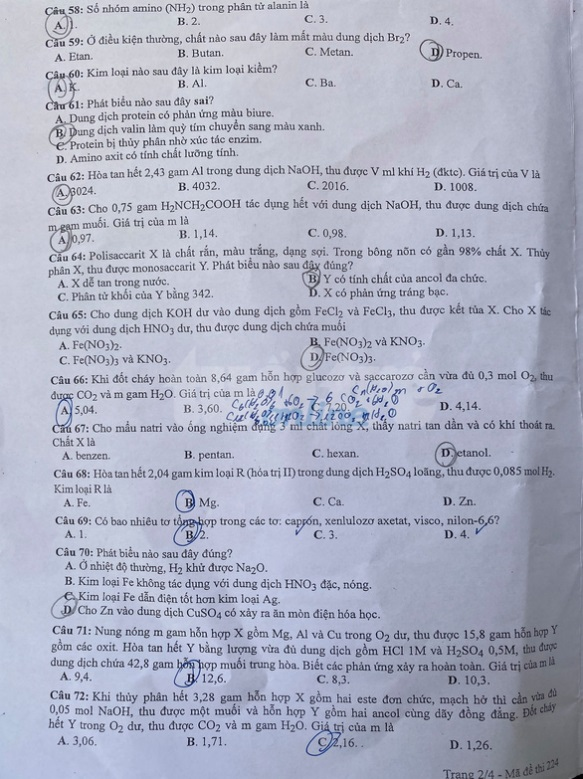 Câu 58: Số nhóm amino (NH2) trong phân tử alanin là
A. 1. B. 2. C. 3. D. 4.
Câu 59: Ở điều kiện thường, chất nào sau đây làm mất màu dung dịch Br2?
A. Etan. B. Butan. C. Metan. D. Propen.
Câu 60: Kim loại nào sau đây là kim loại kiềm?
A. K. B. Al. C. Ba. D. Ca.
Câu 61: Phát biểu nào sau đây sai?
A. Dung dịch protein có phản ứng màu biure.
B. Dung dịch valin làm quỳ tím chuyển sang màu xanh.
C. Protein bị thủy phân nhờ xúc tác enzim.
D. Amino axit có tính chất lưỡng tính.
Câu 62: Hòa tan hết 2,43 gam Al trong dung dịch NaOH, thu được V ml khí H2 (đktc). Giá trị của V là
A. 3024. B. 4032. C. 2016. D. 1008.
Câu 63: Cho 0,75 gam H2NCH2COOH tác dụng hết với dung dịch NaOH, thu được dung dịch chứa
m gam muối. Giá trị của m là
A. 0,97. B. 1,14. C. 0,98. D. 1,13.
Câu 64: Polisaccarit X là chất rắn, màu trắng, dạng sợi. Trong bông nõn có gần 98% chất X. Thủy
phân X, thu được monosaccarit Y. Phát biểu nào sau đây đúng?
A. X dễ tan trong nước. B. Y có tính chất của ancol đa chức.
C. Phân tử khối của Y bằng 342. D. X có phản ứng tráng bạc.
Câu 65: Cho dung dịch KOH dư vào dung dịch gồm FeCl2 và FeCl3, thu được kết tủa X. Cho X tác
dụng với dung dịch HNO3 dư, thu được dung dịch chứa muối
A. Fe(NO3)2. B. Fe(NO3)2 và KNO3.
C. Fe(NO3)3 và KNO3. D. Fe(NO3)3.
Câu 66: Khi đốt cháy hoàn toàn 8,64 gam hỗn hợp glucozơ và saccarozơ cần vừa đủ 0,3 mol O2, thu
được CO2 và m gam H2O. Giá trị của m là
A. 5,04. B. 3,60. C. 7,20. D. 4,14.
Câu 67: Cho mẩu natri vào ống nghiệm đựng 3 ml chất lỏng X, thấy natri tan dần và có khí thoát ra.
Chất X là
A. benzen. B. pentan. C. hexan. D. etanol.
Câu 68: Hòa tan hết 2,04 gam kim loại R (hóa trị II) trong dung dịch H2SO4 loãng, thu được 0,085 mol H2.
Kim loại R là
A. Fe. B. Mg. C. Ca. D. Zn.
Câu 69: Có bao nhiêu tơ tổng hợp trong các tơ: capron, xenlulozơ axetat, visco, nilon-6,6?
A. 1. B. 2. C. 3. D. 4.
Câu 70: Phát biểu nào sau đây đúng?
A. Ở nhiệt độ thường, H2 khử được Na2O.
B. Kim loại Fe không tác dụng với dung dịch HNO3 đặc, nóng.
C. Kim loại Fe dẫn điện tốt hơn kim loại Ag.
D. Cho Zn vào dung dịch CuSO4 có xảy ra ăn mòn điện hóa học.
Câu 71: Nung nóng m gam hỗn hợp X gồm Mg, Al và Cu trong O2 dư, thu được 15,8 gam hỗn hợp Y
gồm các oxit. Hòa tan hết Y bằng lượng vừa đủ dung dịch gồm HCl 1M và H2SO4 0,5M, thu được
dung dịch chứa 42,8 gam hỗn hợp muối trung hòa. Biết các phản ứng xảy ra hoàn toàn. Giá trị của m là
A. 9,4. B. 12,6. C. 8,3. D. 10,3.
Câu 72: Khi thủy phân hết 3,28 gam hỗn hợp X gồm hai este đơn chức, mạch hở thì cần vừa đủ
0,05 mol NaOH, thu được một muối và hỗn hợp Y gồm hai ancol cùng dãy đồng đẳng. Đốt cháy
hết Y trong O2 dư, thu được CO2 và m gam H2O. Giá trị của m là
A. 3,06. B. 1,71. C. 2,16. D. 1,26.
Trang 2/4 - Mã đề thi 224